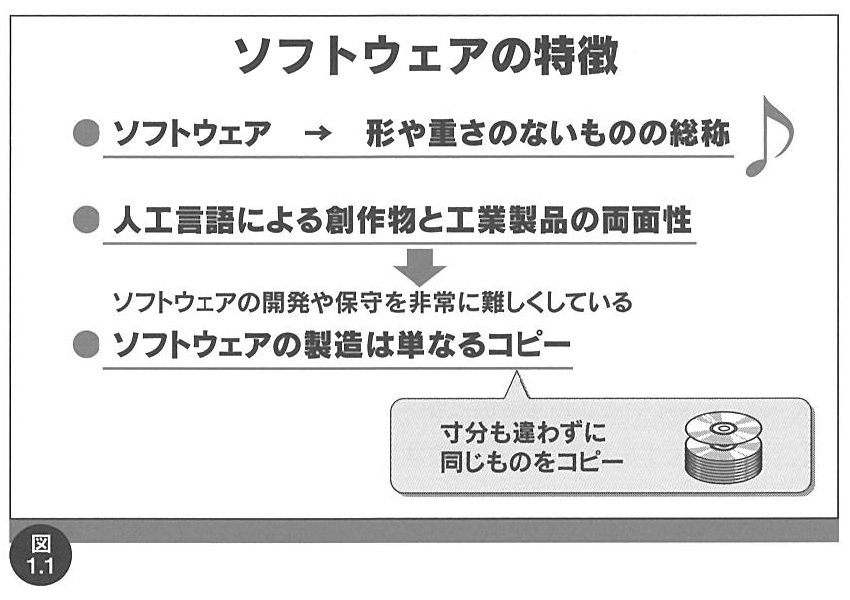 ソフトウェアの特徴
● ソフトウェア → 形や重さのないものの総称
● 人工言語による創作物と工業製品の両面性
ソフトウェアの開発や保守を非常に難しくしている
● ソフトウェアの製造は単なるコピー
寸分も違わずに
同じものをコピー
図
1.1